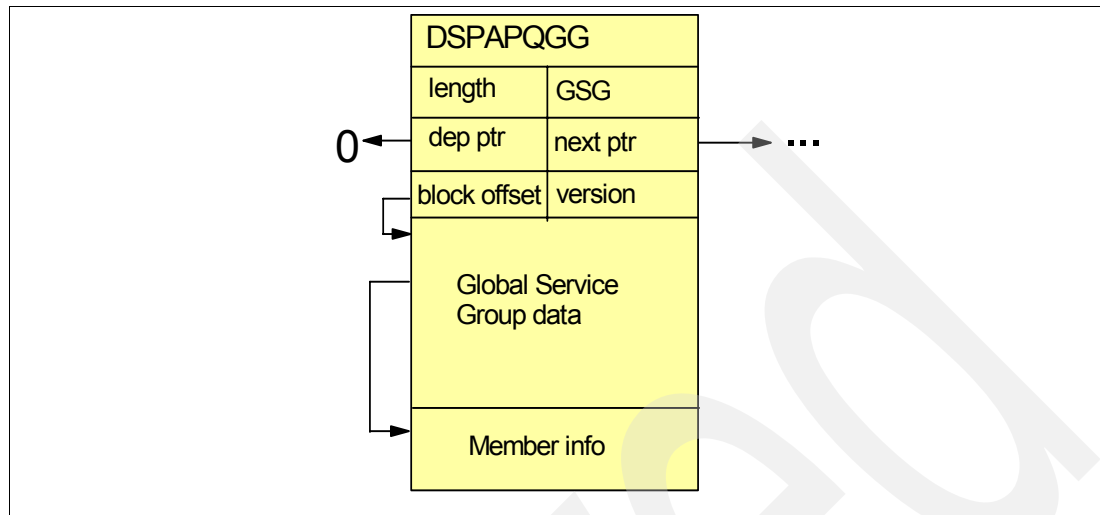 DSPAPQGG
length GSG
0 dep ptr next ptr ...
block offset version
Global Service
Group data
Member info